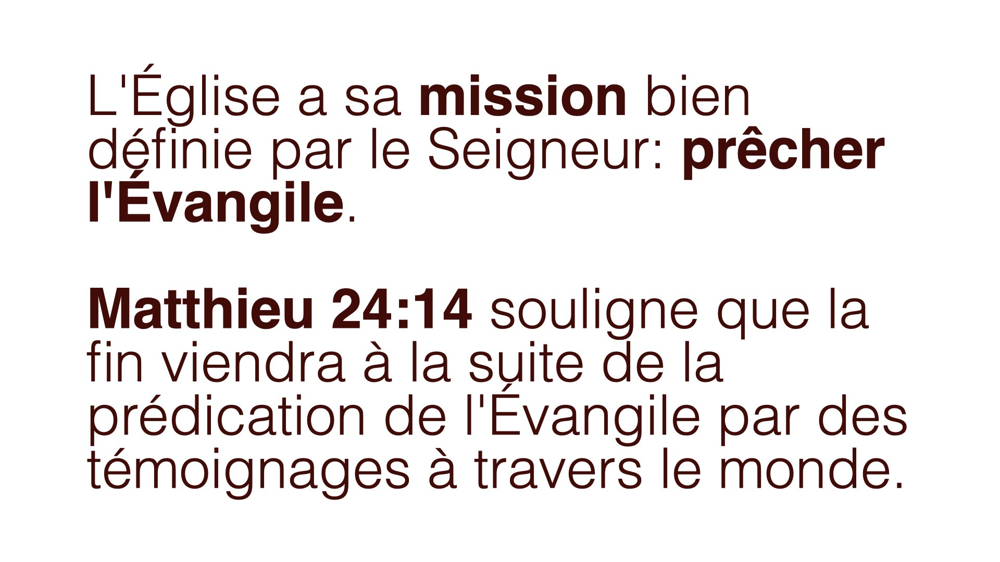 L'Église a sa mission bien
définie par le Seigneur: prêcher
l'Évangile.
Matthieu 24:14 souligne que la
fin viendra à la suite de la
prédication de l'Évangile par des
témoignages à travers le monde.